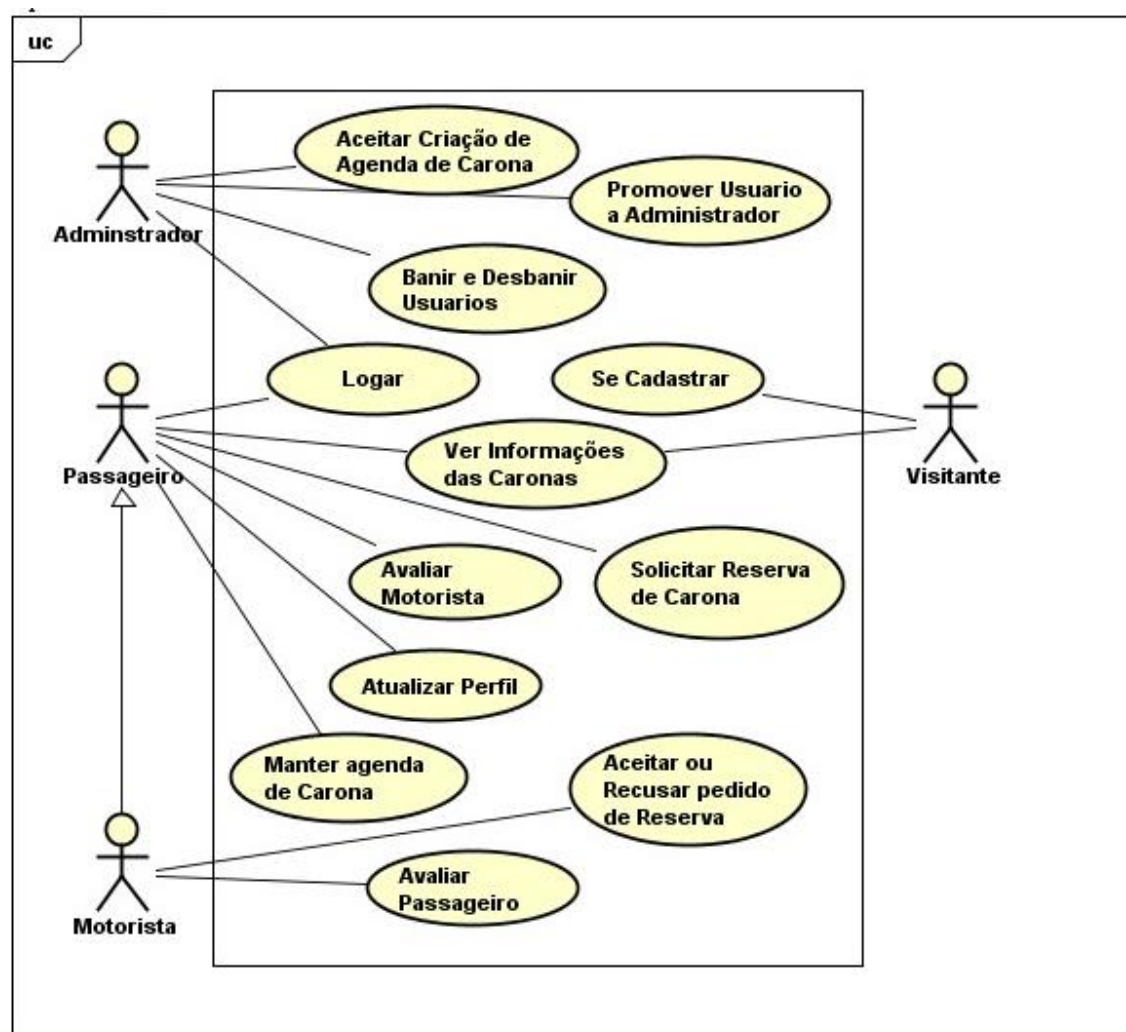 uc
Aceitar Criação de
Agenda de Carona
Promover Usuario
a Administrador
Adminstrador
Banir e Desbanir
Usuarios
Logar
Se Cadastrar
Passageiro
Ver Informações
das Caronas
Visitante
Avaliar
Motorista
Solicitar Reserva
de Carona
Atualizar Perfil
Manter agenda
de Carona
Aceitar ou
Recusar pedido
de Reserva
Avaliar
Passageiro
Motorista